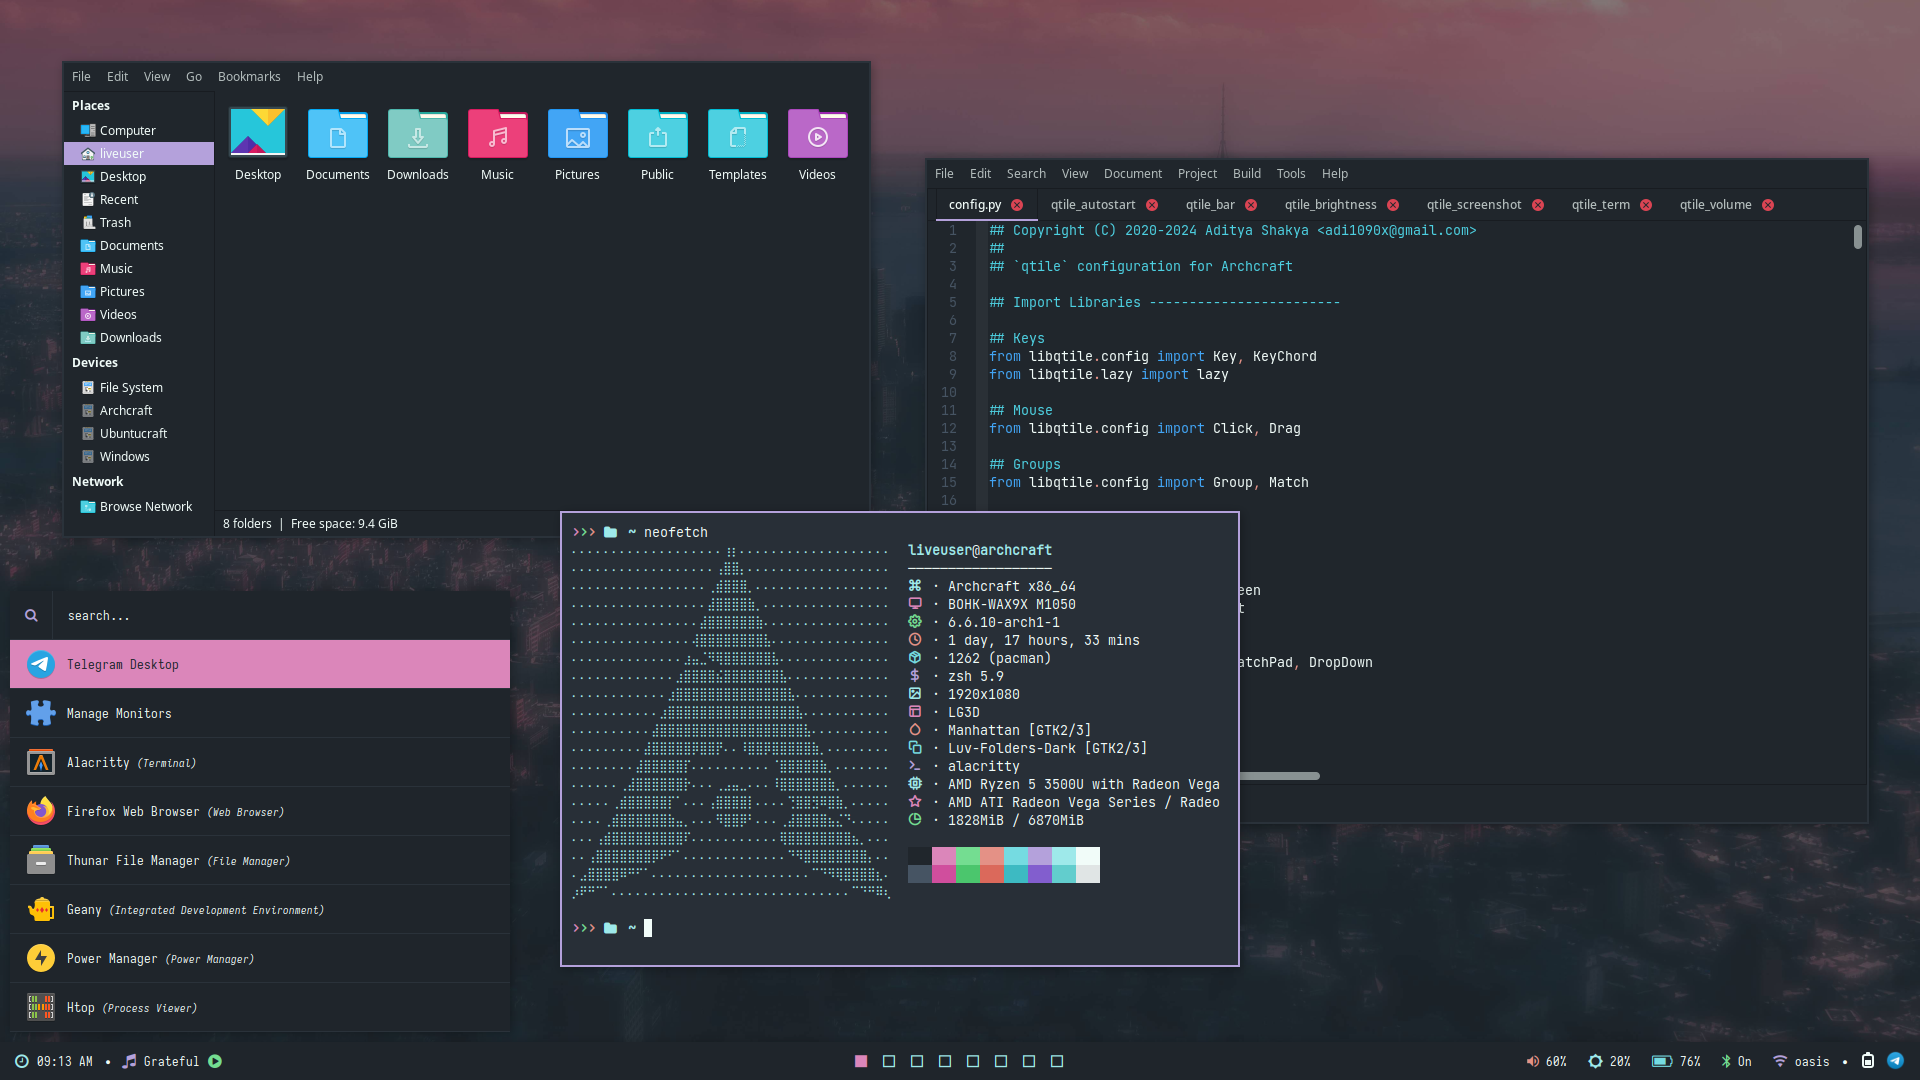 File Edit View Go Bookmarks Help
Places
Computer
liveuser
Desktop
Recent
Trash
Documents
Music
Pictures
Videos
Downloads
Devices
File System
Archcraft
Ubuntucraft
Windows
Network
Browse Network
Desktop Documents Downloads Music Pictures Public Templates Videos
8 folders | Free space: 9.4 GiB
File Edit Search View Document Project Build Tools Help
config.py qtile_autostart qtile_bar qtile_brightness qtile_screenshot qtile_term qtile_volume
1 ## Copyright (C) 2020-2024 Aditya Shakya <adi1090x@gmail.com>
2 ##
3 ## `qtile` configuration for Archcraft
4
5 ## Import Libraries ------------------------
6
7 ## Keys
8 from libqtile.config import Key, KeyChord
9 from libqtile.lazy import lazy
10
11 ## Mouse
12 from libqtile.config import Click, Drag
13
14 ## Groups
15 from libqtile.config import Group, Match
16
een
t
atchPad, DropDown
>>> ~ neofetch
liveuser@archcraft
· Archcraft x86_64
· BOHK-WAX9X M1050
· 6.6.10-arch1-1
· 1 day, 17 hours, 33 mins
· 1262 (pacman)
· zsh 5.9
· 1920x1080
· LG3D
· Manhattan [GTK2/3]
· Luv-Folders-Dark [GTK2/3]
· alacritty
· AMD Ryzen 5 3500U with Radeon Vega
· AMD ATI Radeon Vega Series / Radeo
· 1828MiB / 6870MiB
>>> ~
search...
Telegram Desktop
Manage Monitors
Alacritty (Terminal)
Firefox Web Browser (Web Browser)
Thunar File Manager (File Manager)
Geany (Integrated Development Environment)
Power Manager (Power Manager)
Htop (Process Viewer)
09:13 AM • Grateful
60% 20% 76% On oasis •